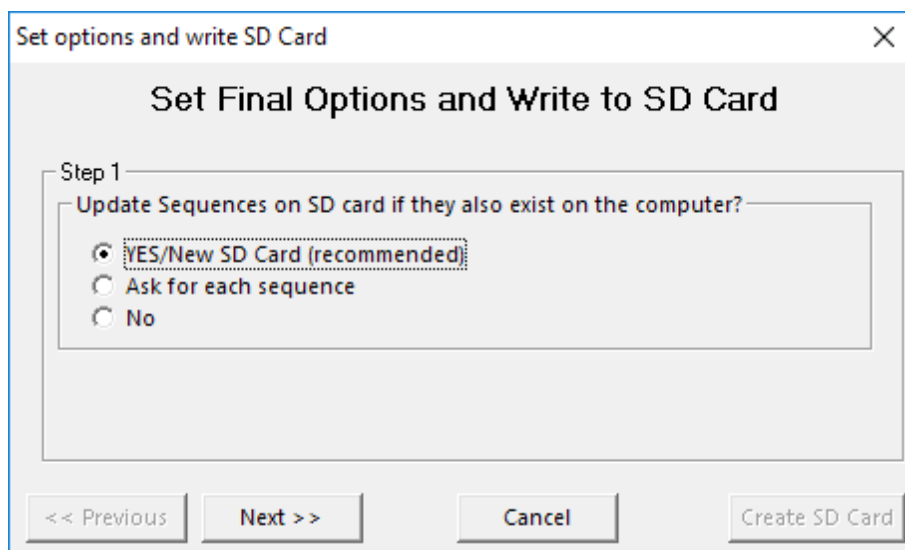 Set options and write SD Card
Set Final Options and Write to SD Card
Step 1
Update Sequences on SD card if they also exist on the computer?
YES/New SD Card (recommended)
Ask for each sequence
No
<< Previous Next >> Cancel Create SD Card